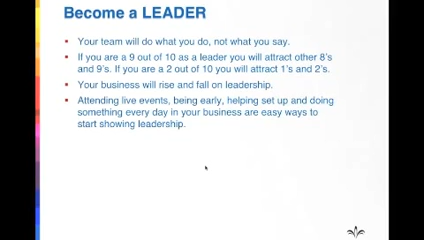 Become a LEADER
Your team will do what you do, not what you say.
If you are a 9 out of 10 as a leader you will attract other 8's
and 9's. If you are a 2 out of 10 you will attract 1's and 2's.
Your business will rise and fall on leadership.
Attending live events, being early, helping set up and doing
something every day in your business are easy ways to
start showing leadership.